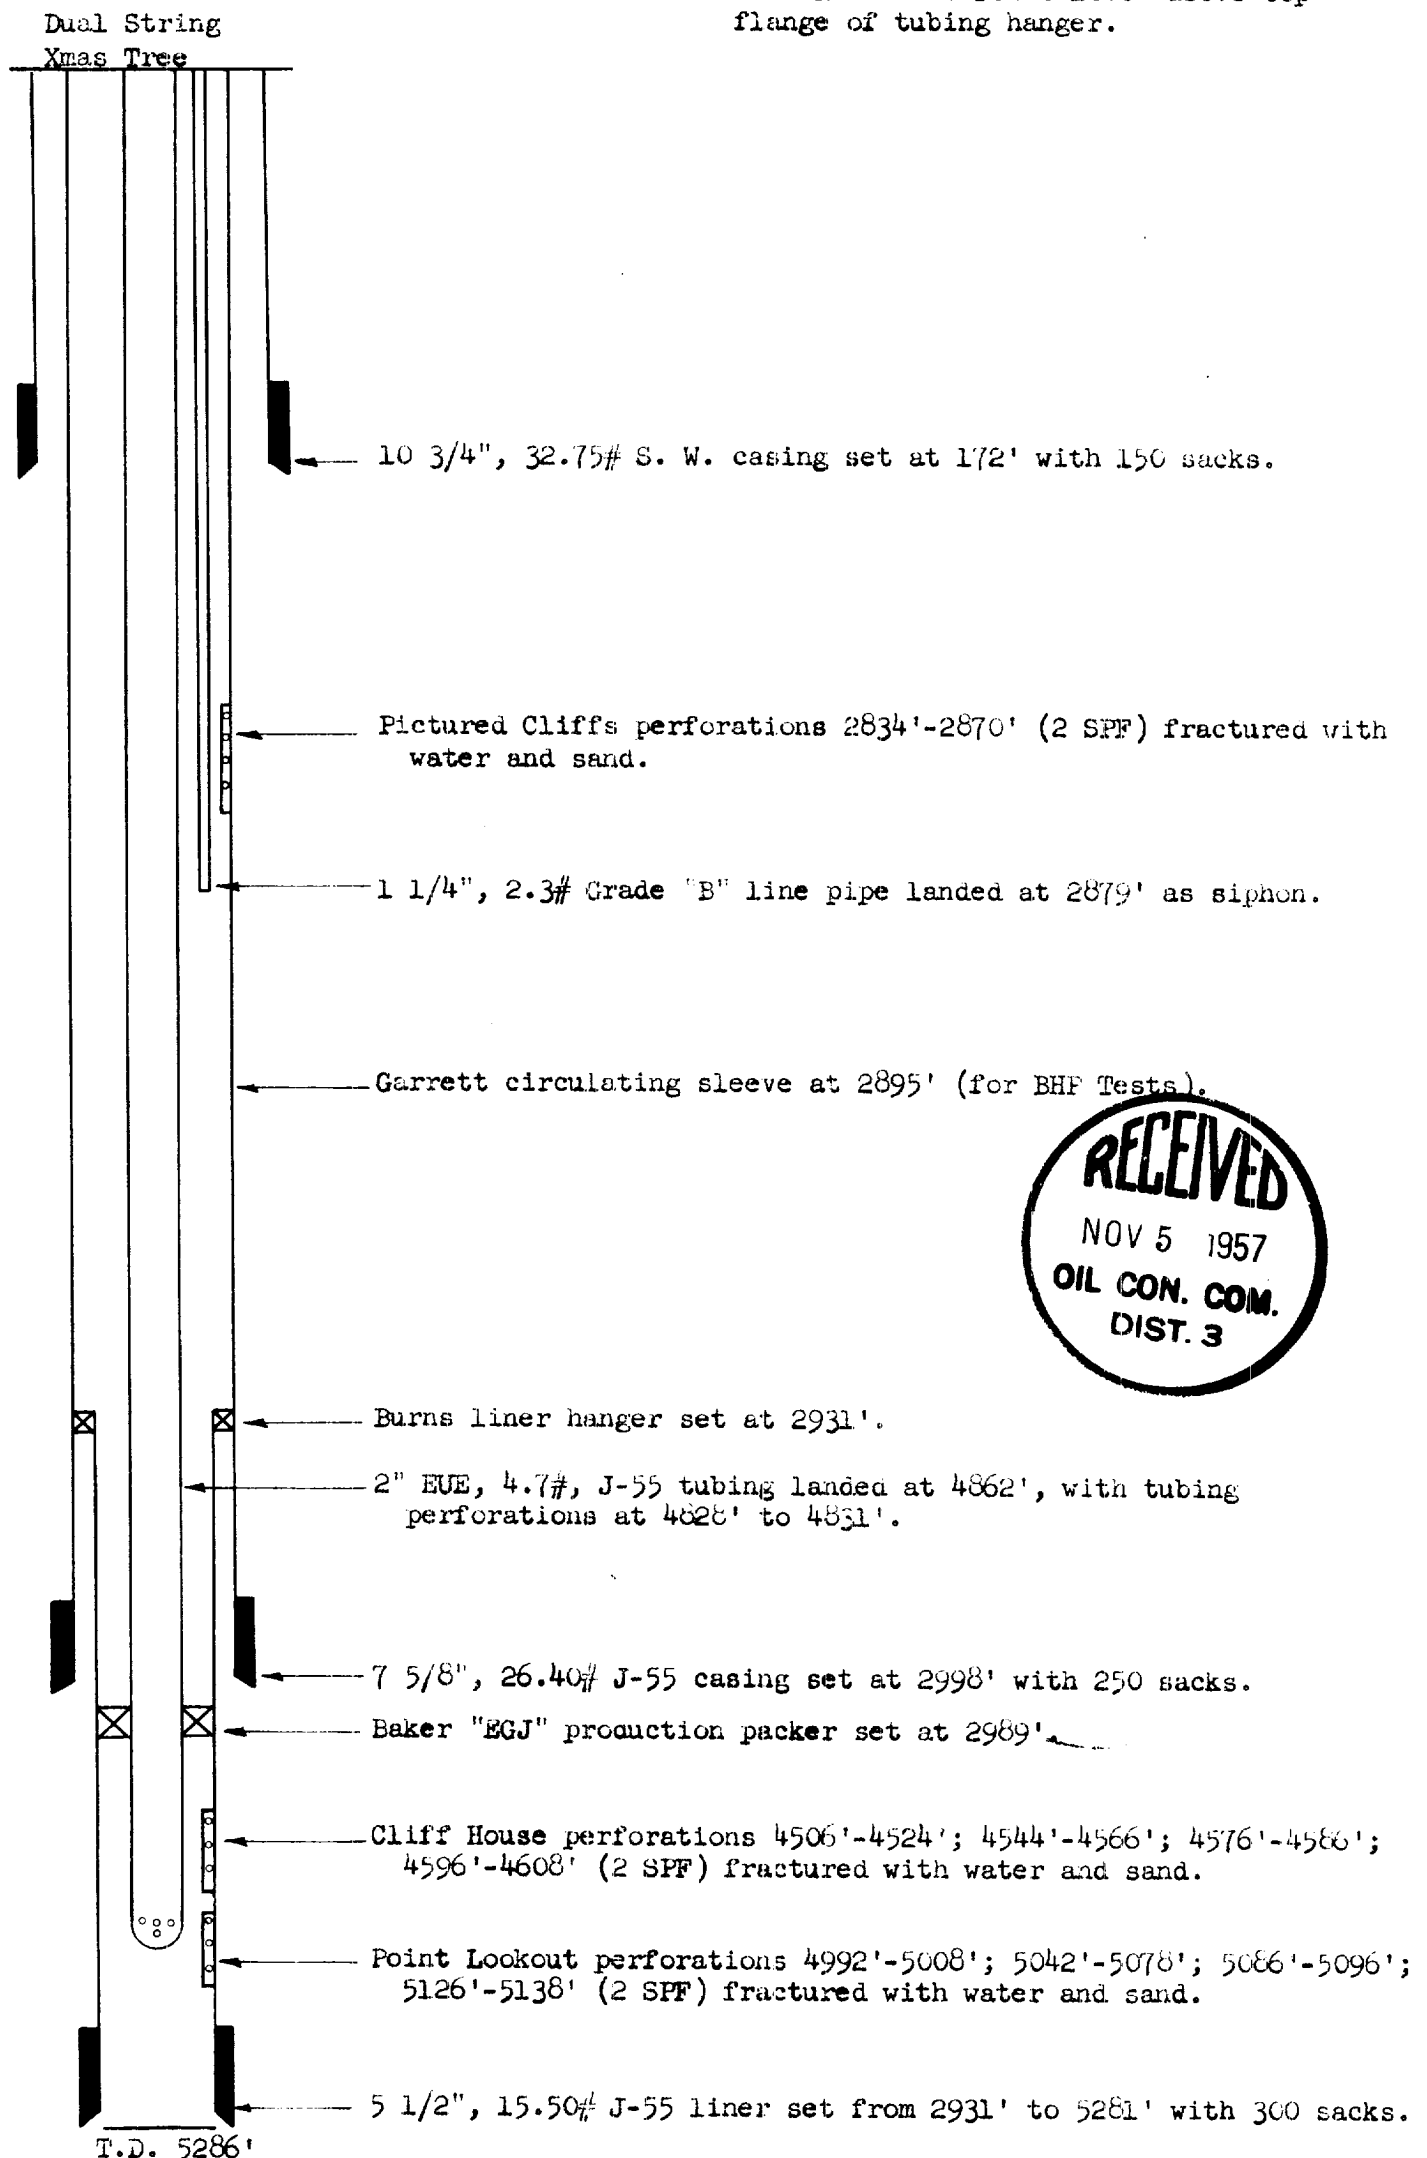 Dual String
Xmas Tree
flange of tubing hanger.
10 3/4", 32.75# S. W. casing set at 172' with 150 sacks.
Pictured Cliffs perforations 2834'-2870' (2 SPF) fractured with
water and sand.
1 1/4", 2.3# Grade "B" line pipe landed at 2879' as siphon.
Garrett circulating sleeve at 2895' (for BHP Tests).
RECEIVED
NOV 5 1957
OIL CON. COM.
DIST. 3
Burns liner hanger set at 2931'.
2" EUE, 4.7#, J-55 tubing landed at 4862', with tubing
perforations at 4828' to 4831'.
7 5/8", 26.40# J-55 casing set at 2998' with 250 sacks.
Baker "EGJ" production packer set at 2989'
Cliff House perforations 4506'-4524'; 4544'-4566'; 4576'-4586';
4596'-4608' (2 SPF) fractured with water and sand.
Point Lookout perforations 4992'-5008'; 5042'-5078'; 5086'-5096';
5126'-5138' (2 SPF) fractured with water and sand.
5 1/2", 15.50# J-55 liner set from 2931' to 5281' with 300 sacks.
T.D. 5286'